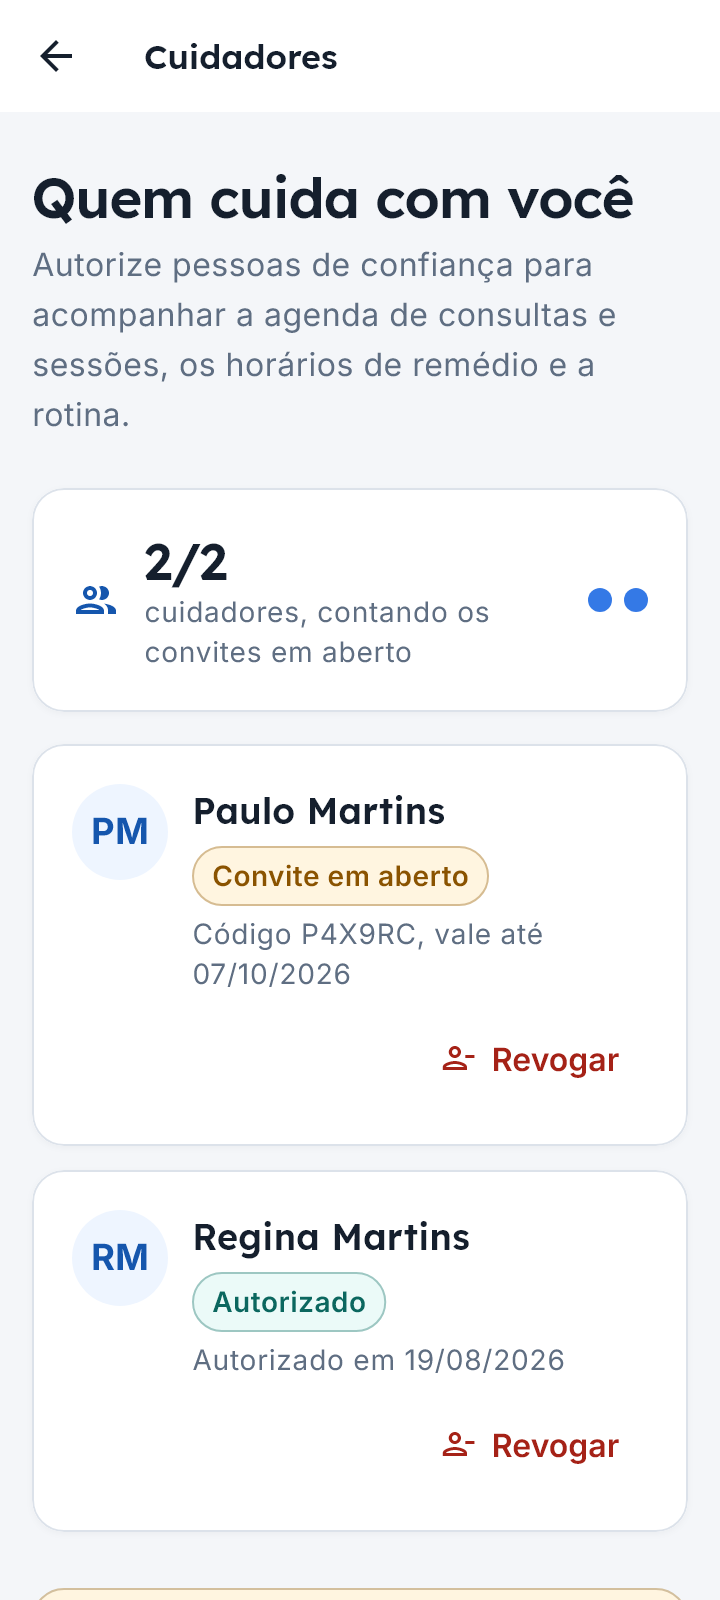 Cuidadores
Quem cuida com você
Autorize pessoas de confiança para
acompanhar a agenda de consultas e
sessões, os horários de remédio e a
rotina.
2/2
cuidadores, contando os
convites em aberto
PM
Paulo Martins
Convite em aberto
Código P4X9RC, vale até
07/10/2026
Revogar
RM
Regina Martins
Autorizado
Autorizado em 19/08/2026
Revogar